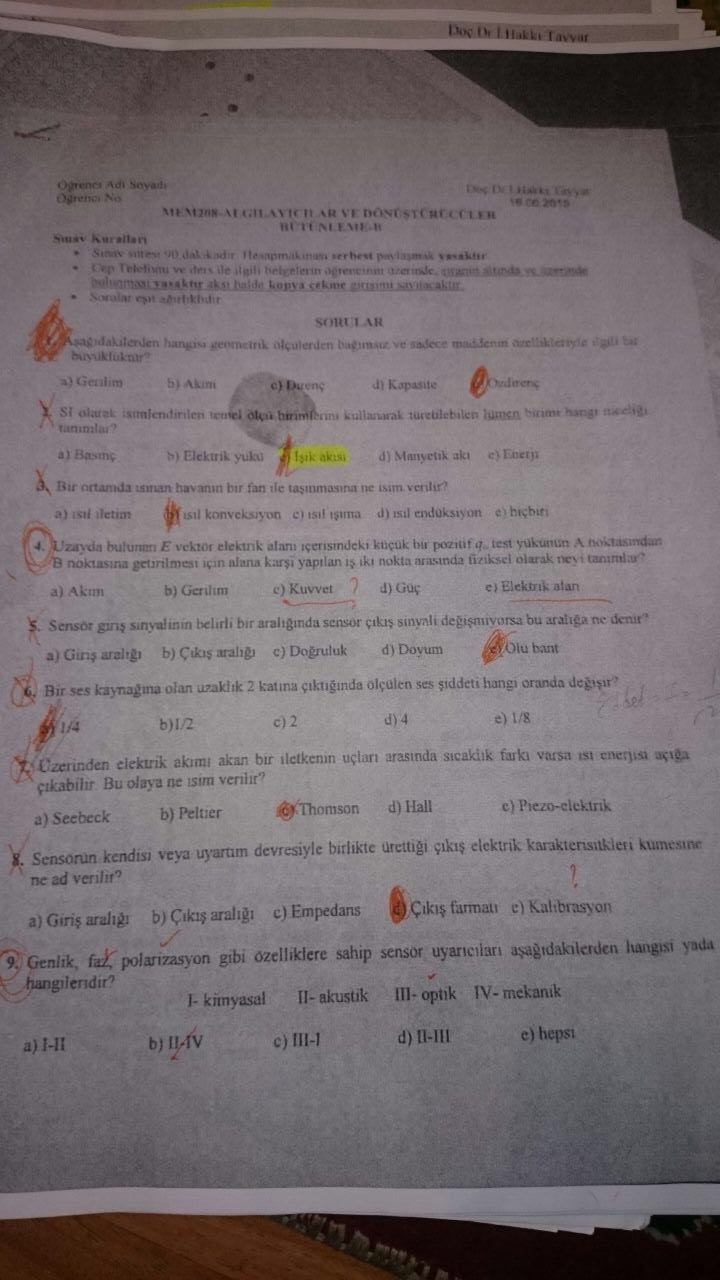 Doç Dr İ Hakkı Tayyar
Öğrenci Adı Soyadı
Doç Dr İ Hakkı Tayyar
Öğrenci No
16.06.2015
MEM208-ALGILAYICILAR VE DÖNÜŞTÜRÜCÜLER
BÜTÜNLEME-B
Sınav Kuralları
• Sınav süresi 90 dakikadır. Hesapmakinası serbest paylaşmak yasaktır
• Cep Telefonu ve ders ile ilgili belgelerin öğrencinin üzerinde, sıranın altında ve üzerinde
bulunması yasaktır aksi halde kopya çekme girişimi sayılacaktır.
• Sorular eşit ağırlıklıdır
SORULAR
1. Aşağıdakilerden hangisi geometrik ölçülerden bağımsız ve sadece maddenin özellikleriyle ilgili bir
büyüklüktür?
a) Gerilim b) Akım c) Direnç d) Kapasite e) Özdirenç
2. SI olarak isimlendirilen temel ölçü birimlerini kullanarak türetilebilen lümen birimi hangi niceliği
tanımlar?
a) Basınç b) Elektrik yükü c) Işık akısı d) Manyetik akı e) Enerji
3. Bir ortamda ısınan havanın bir fan ile taşınmasına ne isim verilir?
a) ısıl iletim b) ısıl konveksiyon c) ısıl ışıma d) ısıl endüksiyon e) hiçbiri
4. Uzayda bulunan E vektör elektrik alanı içerisindeki küçük bir pozitif q₀ test yükünün A noktasından
B noktasına getirilmesi için alana karşı yapılan iş iki nokta arasında fiziksel olarak neyi tanımlar?
a) Akım b) Gerilim c) Kuvvet ? d) Güç e) Elektrik alan
5. Sensör giriş sinyalinin belirli bir aralığında sensör çıkış sinyali değişmiyorsa bu aralığa ne denir?
a) Giriş aralığı b) Çıkış aralığı c) Doğruluk d) Doyum e) Ölü bant
6. Bir ses kaynağına olan uzaklık 2 katına çıktığında ölçülen ses şiddeti hangi oranda değişir?
a) 1/4 b)1/2 c) 2 d) 4 e) 1/8
7. Üzerinden elektrik akımı akan bir iletkenin uçları arasında sıcaklık farkı varsa ısı enerjisi açığa
çıkabilir. Bu olaya ne isim verilir?
a) Seebeck b) Peltier c) Thomson d) Hall e) Piezo-elektrik
8. Sensörün kendisi veya uyartım devresiyle birlikte ürettiği çıkış elektrik karakterisitkleri kümesine
ne ad verilir?
?
a) Giriş aralığı b) Çıkış aralığı c) Empedans d) Çıkış farmatı e) Kalibrasyon
9. Genlik, faz, polarizasyon gibi özelliklere sahip sensör uyarıcıları aşağıdakilerden hangisi yada
hangileridir?
I- kimyasal II- akustik III- optik IV- mekanik
a) I-II b) II-IV c) III-I d) II-III e) hepsi